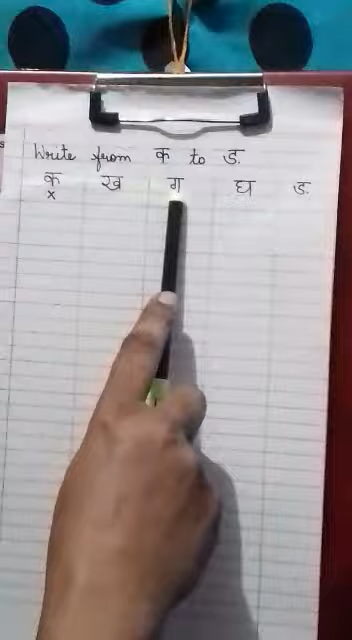 Write from क to ङ.
क ख ग घ ङ.
x